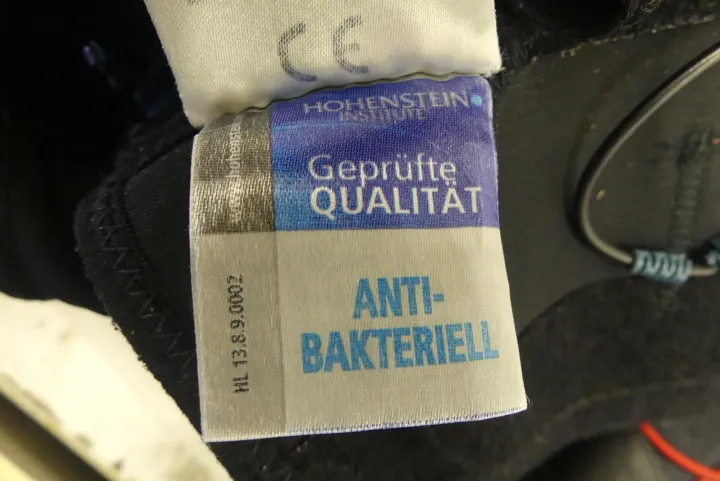 CE
HOHENSTEIN
INSTITUTE
Geprüfte
QUALITÄT
ANTI-
BAKTERIELL
HL 13.8.9.0002